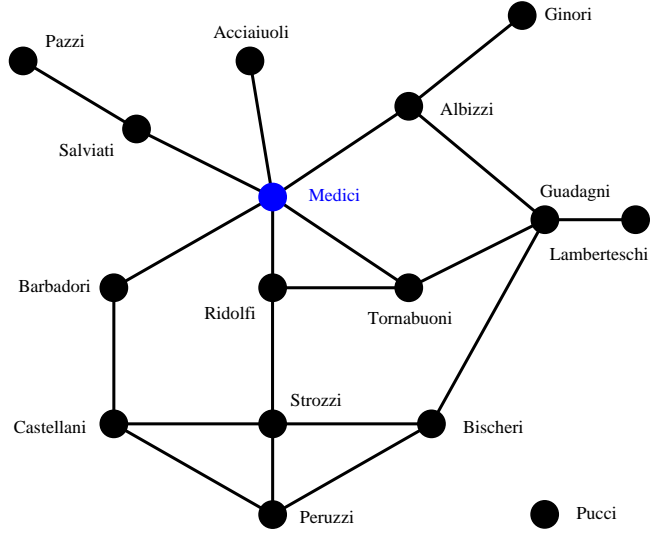 Ginori
Pazzi
Acciaiuoli
Albizzi
Salviati
Medici
Guadagni
Lamberteschi
Barbadori
Ridolfi
Tornabuoni
Strozzi
Castellani
Bischeri
Peruzzi
Pucci